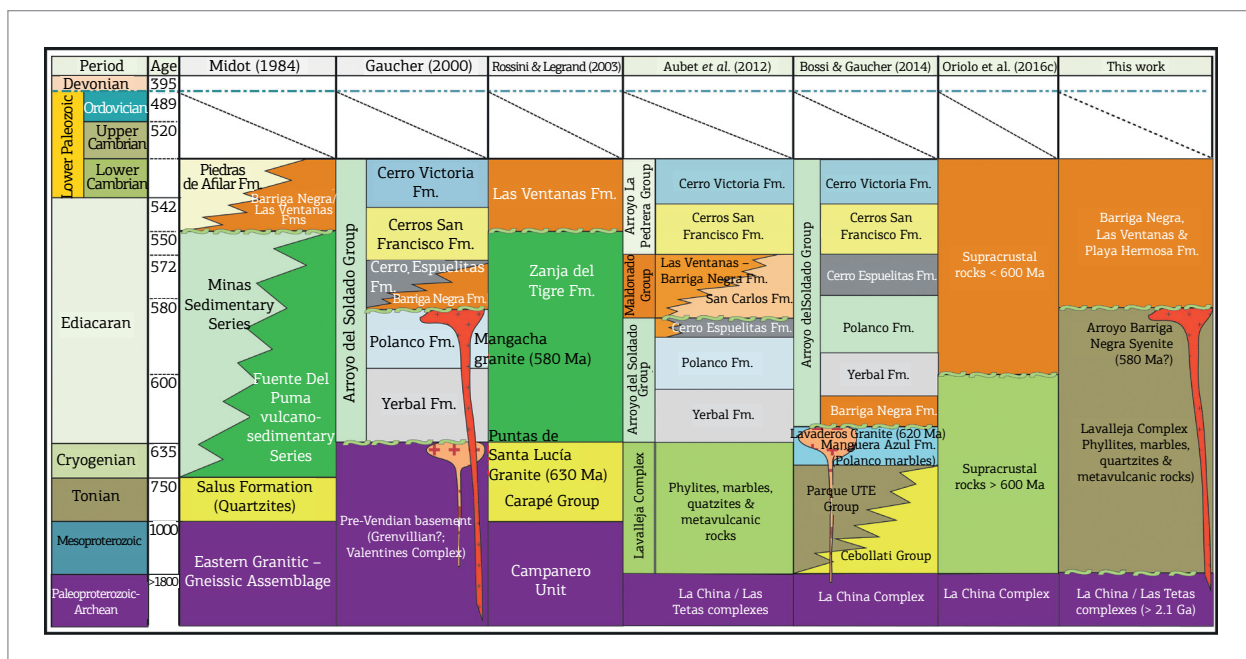 Period
Age
Midot (1984)
Gaucher (2000)
Rossini & Legrand (2003)
Aubet et al. (2012)
Bossi & Gaucher (2014)
Oriolo et al. (2016c)
This work
Devonian
395
Lower Paleozoic
Ordovician
489
Upper
Cambrian
520
Lower
Cambrian
542
Ediacaran
550
572
580
600
Cryogenian
635
Tonian
750
1000
Mesoproterozoic
>1800
Paleoproterozoic-
Archean
Piedras
de Afilar Fm.
Barriga Negra/
Las Ventanas
Fms
Minas
Sedimentary
Series
Fuente Del
Puma
vulcano-
sedimentary
Series
Salus Formation
(Quartzites)
Eastern Granitic –
Gneissic Assemblage
Arroyo del Soldado Group
Cerro Victoria
Fm.
Cerros San
Francisco Fm.
Cerro, Espuelitas
Fm.
Barriga Negra Fm.
Polanco Fm.
Yerbal Fm.
Mangacha
granite (580 Ma)
Puntas de
Santa Lucía
Granite (630 Ma)
Pre-Vendian basement
(Grenvillian?;
Valentines Complex)
Las Ventanas Fm.
Zanja del
Tigre Fm.
Carapé Group
Campanero
Unit
Arroyo La
Pedrera Group
Maldonado
Group
Arroyo del Soldado
Group
Lavalleja Complex
Cerro Victoria Fm.
Cerros San
Francisco Fm.
Las Ventanas –
Barriga Negra Fm.
San Carlos Fm.
Cerro Espuelitas Fm.
Polanco Fm.
Yerbal Fm.
Phylites, marbles,
quatzites &
metavulcanic
rocks
La China / Las
Tetas complexes
Arroyo delSoldado Group
Cerro Victoria Fm.
Cerros San
Francisco Fm.
Cerro Espuelitas Fm.
Polanco Fm.
Yerbal Fm.
Barriga Negra Fm.
Lavaderos Granite (620 Ma)
Manguera Azul Fm.
(Polanco marbles)
Parque UTE
Group
Cebollati Group
La China Complex
Supracrustal
rocks < 600 Ma
Supracrustal
rocks > 600 Ma
La China Complex
Barriga Negra,
Las Ventanas &
Playa Hermosa Fm.
Arroyo Barriga
Negra Syenite
(580 Ma?)
Lavalleja Complex
Phyllites, marbles,
quartzites &
metavulcanic rocks)
La China / Las Tetas
complexes (> 2.1 Ga)